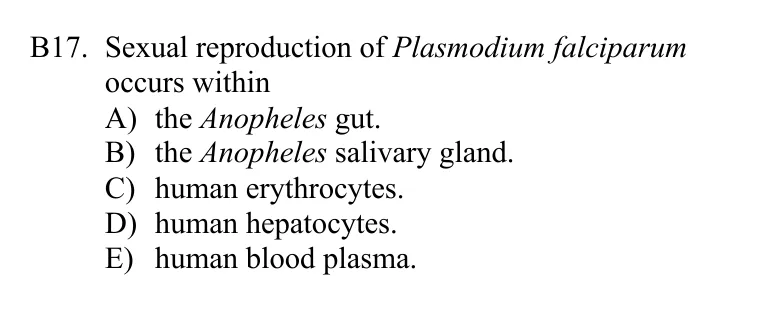 B17. Sexual reproduction of Plasmodium falciparum
occurs within
A) the Anopheles gut.
B) the Anopheles salivary gland.
C) human erythrocytes.
D) human hepatocytes.
E) human blood plasma.